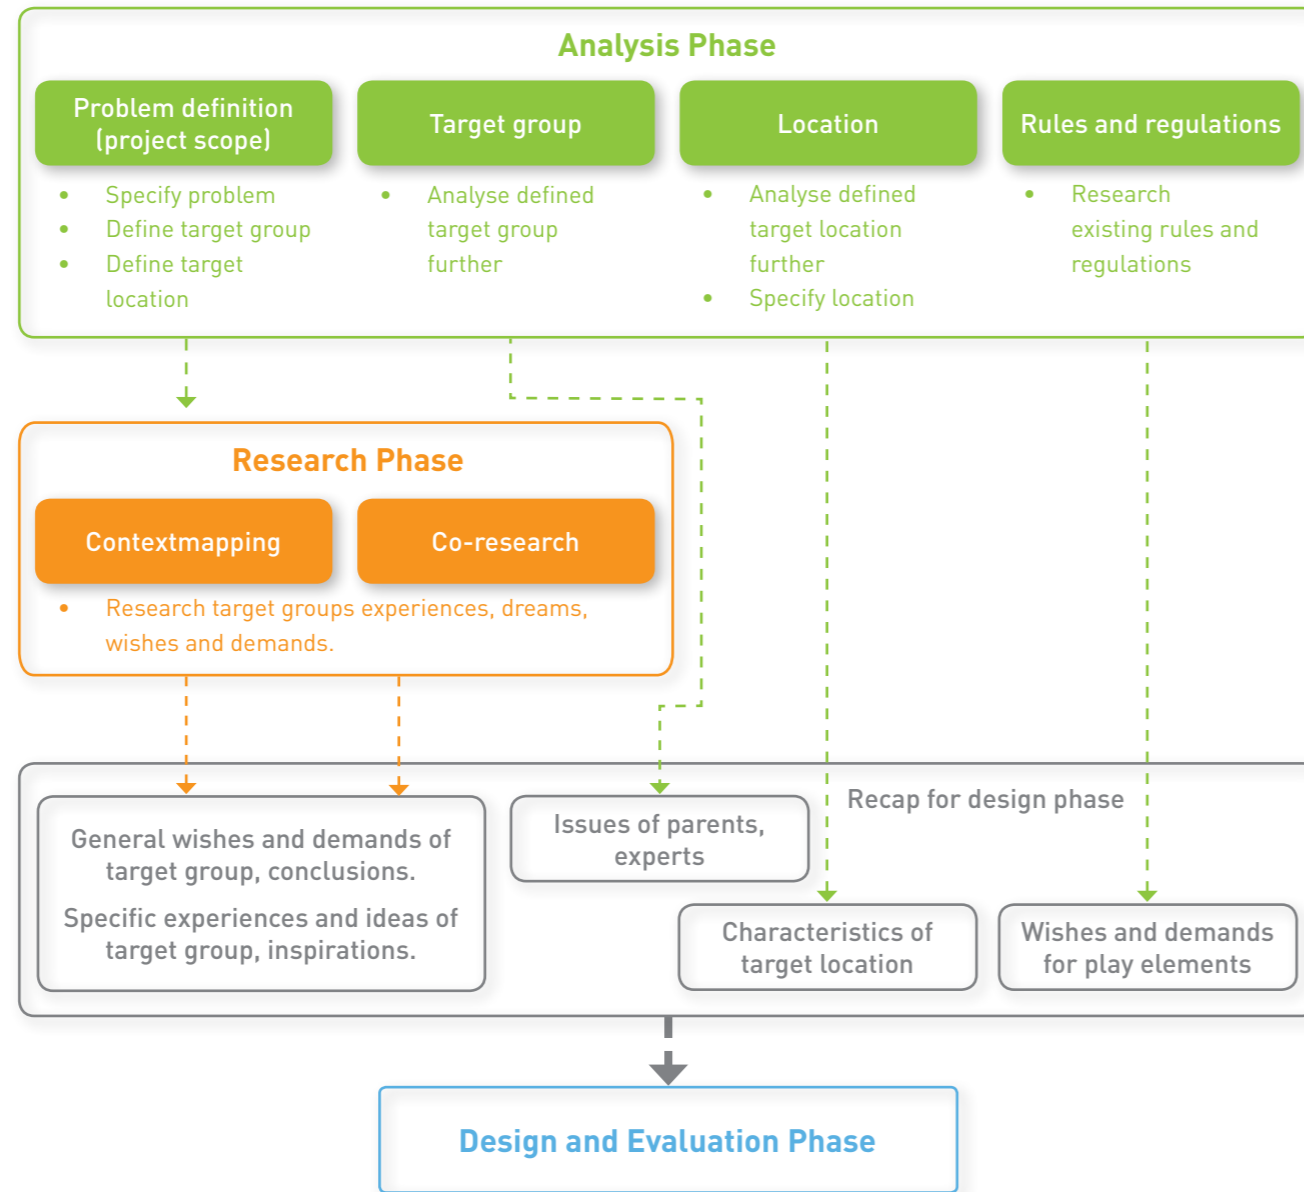 Analysis Phase
Problem definition
(project scope)
• Specify problem
• Define target group
• Define target
location
Target group
• Analyse defined
target group
further
Location
• Analyse defined
target location
further
• Specify location
Rules and regulations
• Research
existing rules and
regulations
Research Phase
Contextmapping
Co-research
• Research target groups experiences, dreams,
wishes and demands.
Recap for design phase
General wishes and demands of
target group, conclusions.
Specific experiences and ideas of
target group, inspirations.
Issues of parents,
experts
Characteristics of
target location
Wishes and demands
for play elements
Design and Evaluation Phase